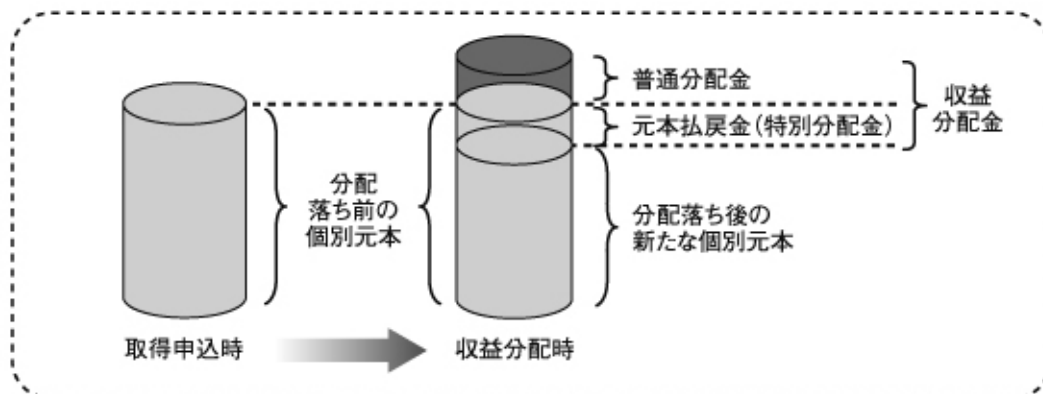 普通分配金
元本払戻金(特別分配金)
収益
分配金
分配
落ち前の
個別元本
分配落ち後の
新たな個別元本
取得申込時
収益分配時